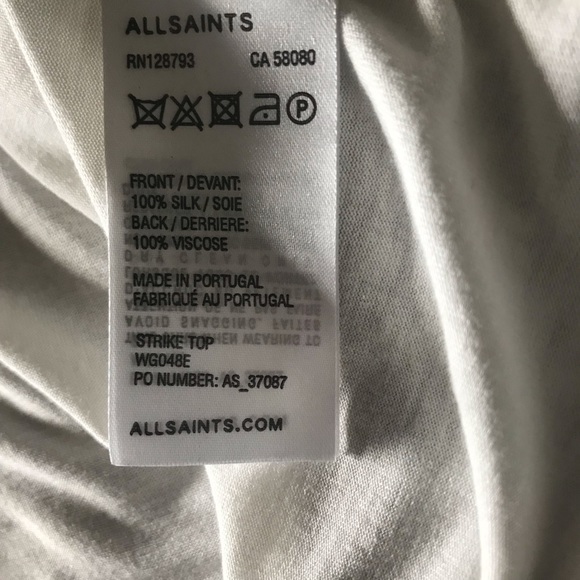 ALLSAINTS
RN128793 CA 58080
P
FRONT / DEVANT:
100% SILK / SOIE
BACK / DERRIERE:
100% VISCOSE
MADE IN PORTUGAL
FABRIQUÉ AU PORTUGAL
STRIKE TOP
WG048E
PO NUMBER: AS_37087
ALLSAINTS.COM